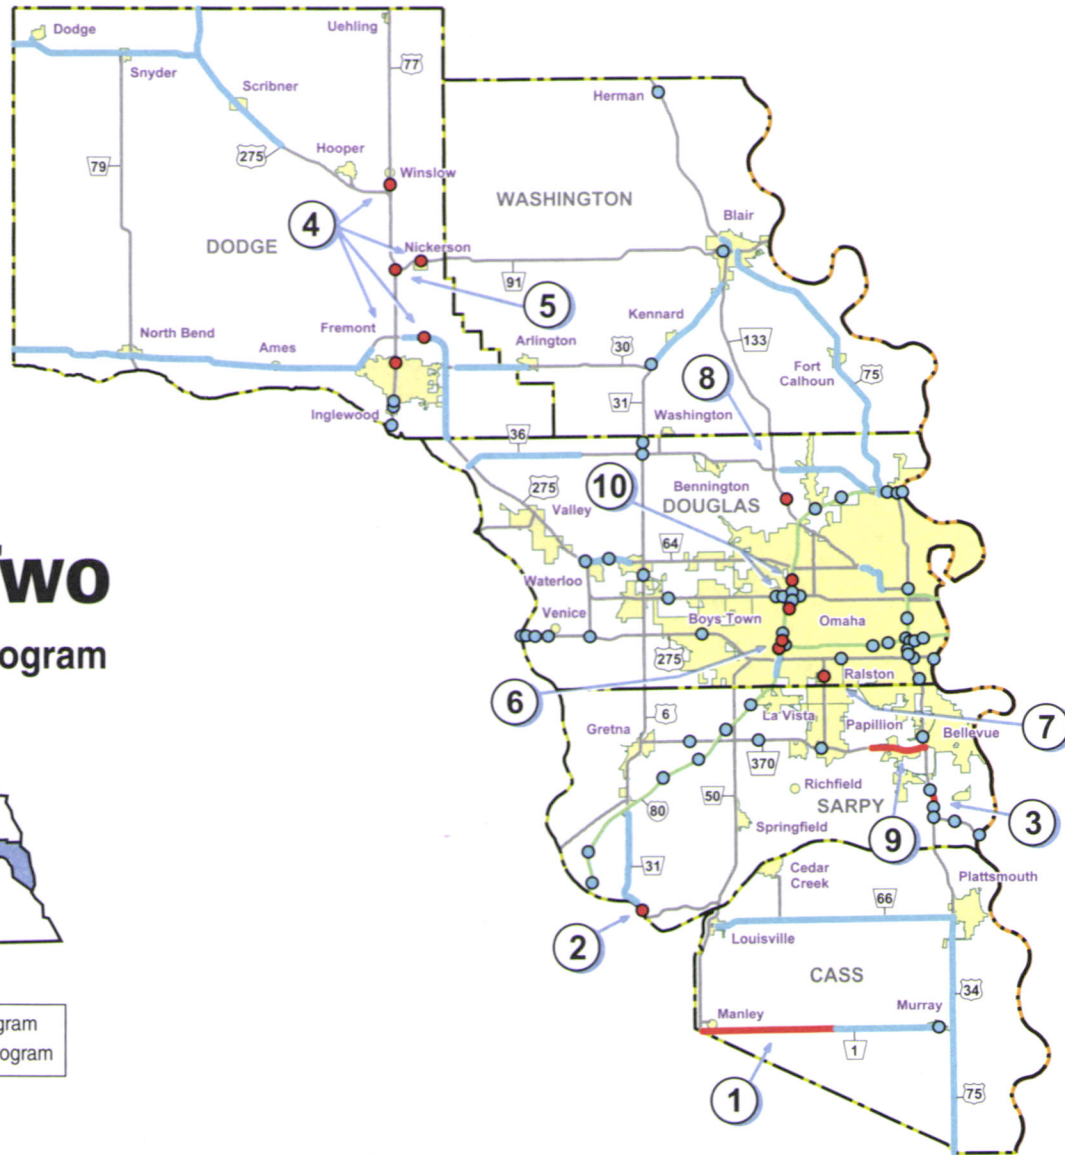 Dodge
Uehling
77
Snyder
Scribner
Herman
79
275
Hooper
Winslow
WASHINGTON
Blair
4
DODGE
Nickerson
91
5
North Bend
Fremont
Ames
Arlington
30
Kennard
133
Fort
Calhoun
75
8
31
Inglewood
Washington
36
10
Bennington
275
DOUGLAS
Valley
64
Waterloo
Venice
Boys Town
Omaha
275
Ralston
6
6
La Vista
Papillion
7
Gretna
Bellevue
370
Richfield
50
SARPY
80
3
Springfield
9
31
Cedar
Creek
Plattsmouth
66
2
Louisville
CASS
34
Manley
Murray
1
1
75
wo
ogram
gram
ogram